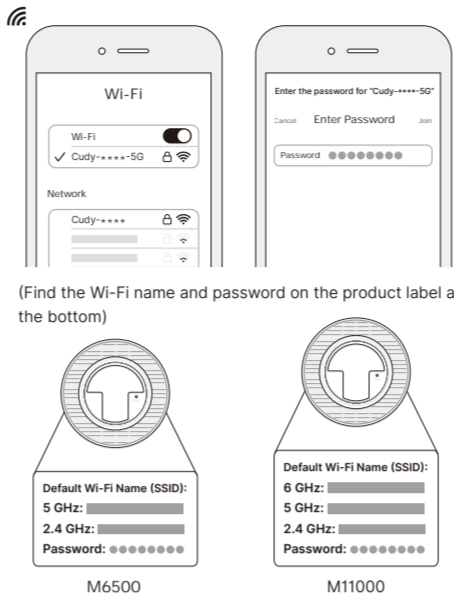 Wi-Fi
Wi-Fi
Cudy-****-5G
Network
Cudy-****
Enter the password for "Cudy-****-5G"
Cancel Enter Password Join
Password
(Find the Wi-Fi name and password on the product label a
the bottom)
Default Wi-Fi Name (SSID):
5 GHz:
2.4 GHz:
Password:
M6500
Default Wi-Fi Name (SSID):
6 GHz:
5 GHz:
2.4 GHz:
Password:
M11000